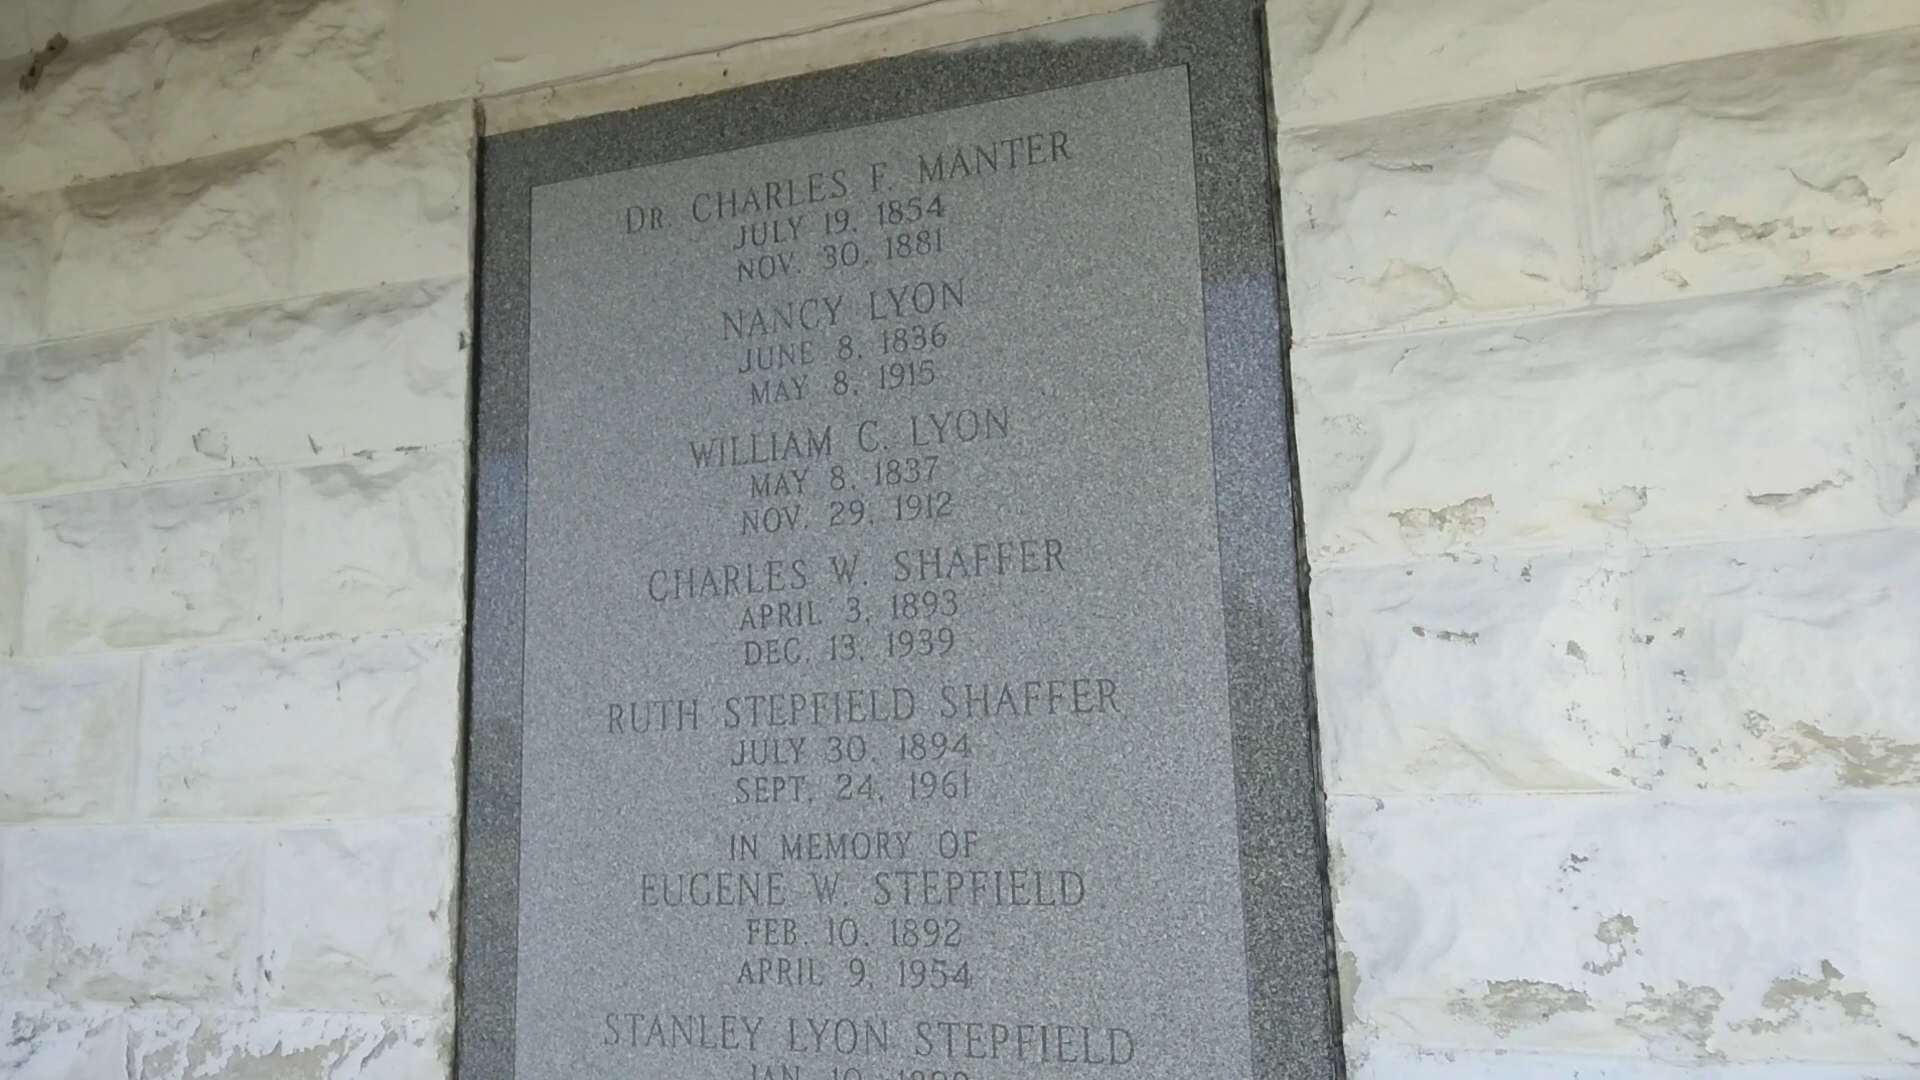 DR. CHARLES F. MANTER
JULY 19, 1854
NOV. 30, 1881
NANCY LYON
JUNE 8, 1836
MAY 8, 1915
WILLIAM C. LYON
MAY 8, 1837
NOV. 29, 1912
CHARLES W. SHAFFER
APRIL 3, 1893
DEC. 13, 1939
RUTH STEPFIELD SHAFFER
JULY 30, 1894
SEPT. 24, 1961
IN MEMORY OF
EUGENE W. STEPFIELD
FEB. 10, 1892
APRIL 9, 1954
STANLEY LYON STEPFIELD
JAN. 10,